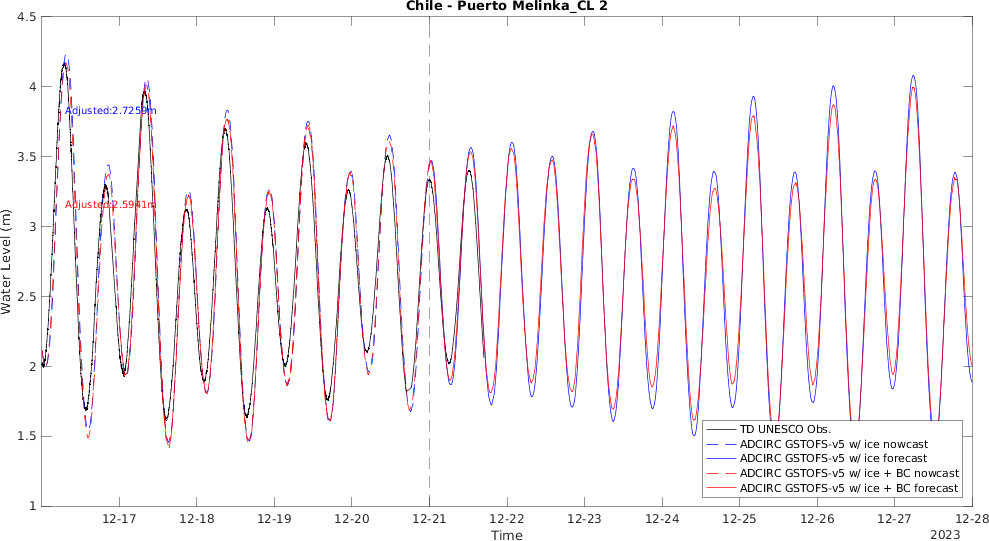 Chile - Puerto Melinka_CL 2
4.5
4
3.5
3
2.5
2
1.5
1
Water Level (m)
Adjusted:2.7259m
Adjusted:2.5941m
TD UNESCO Obs.
ADCIRC GSTOFS-v5 w/ ice nowcast
ADCIRC GSTOFS-v5 w/ ice forecast
ADCIRC GSTOFS-v5 w/ ice + BC nowcast
ADCIRC GSTOFS-v5 w/ ice + BC forecast
12-17 12-18 12-19 12-20 12-21 12-22 12-23 12-24 12-25 12-26 12-27 12-28
Time
2023